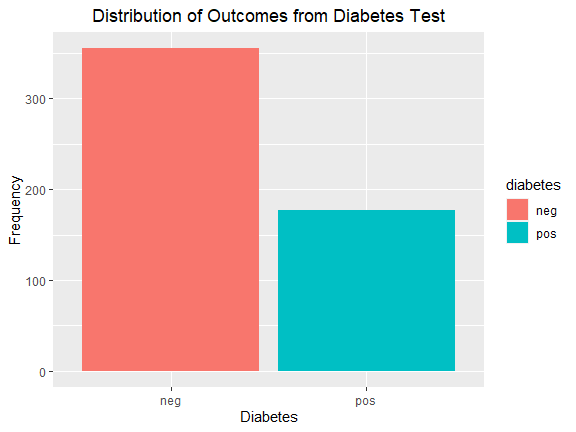 Distribution of Outcomes from Diabetes Test
Frequency
300
200
100
0
neg
pos
Diabetes
diabetes
neg
pos